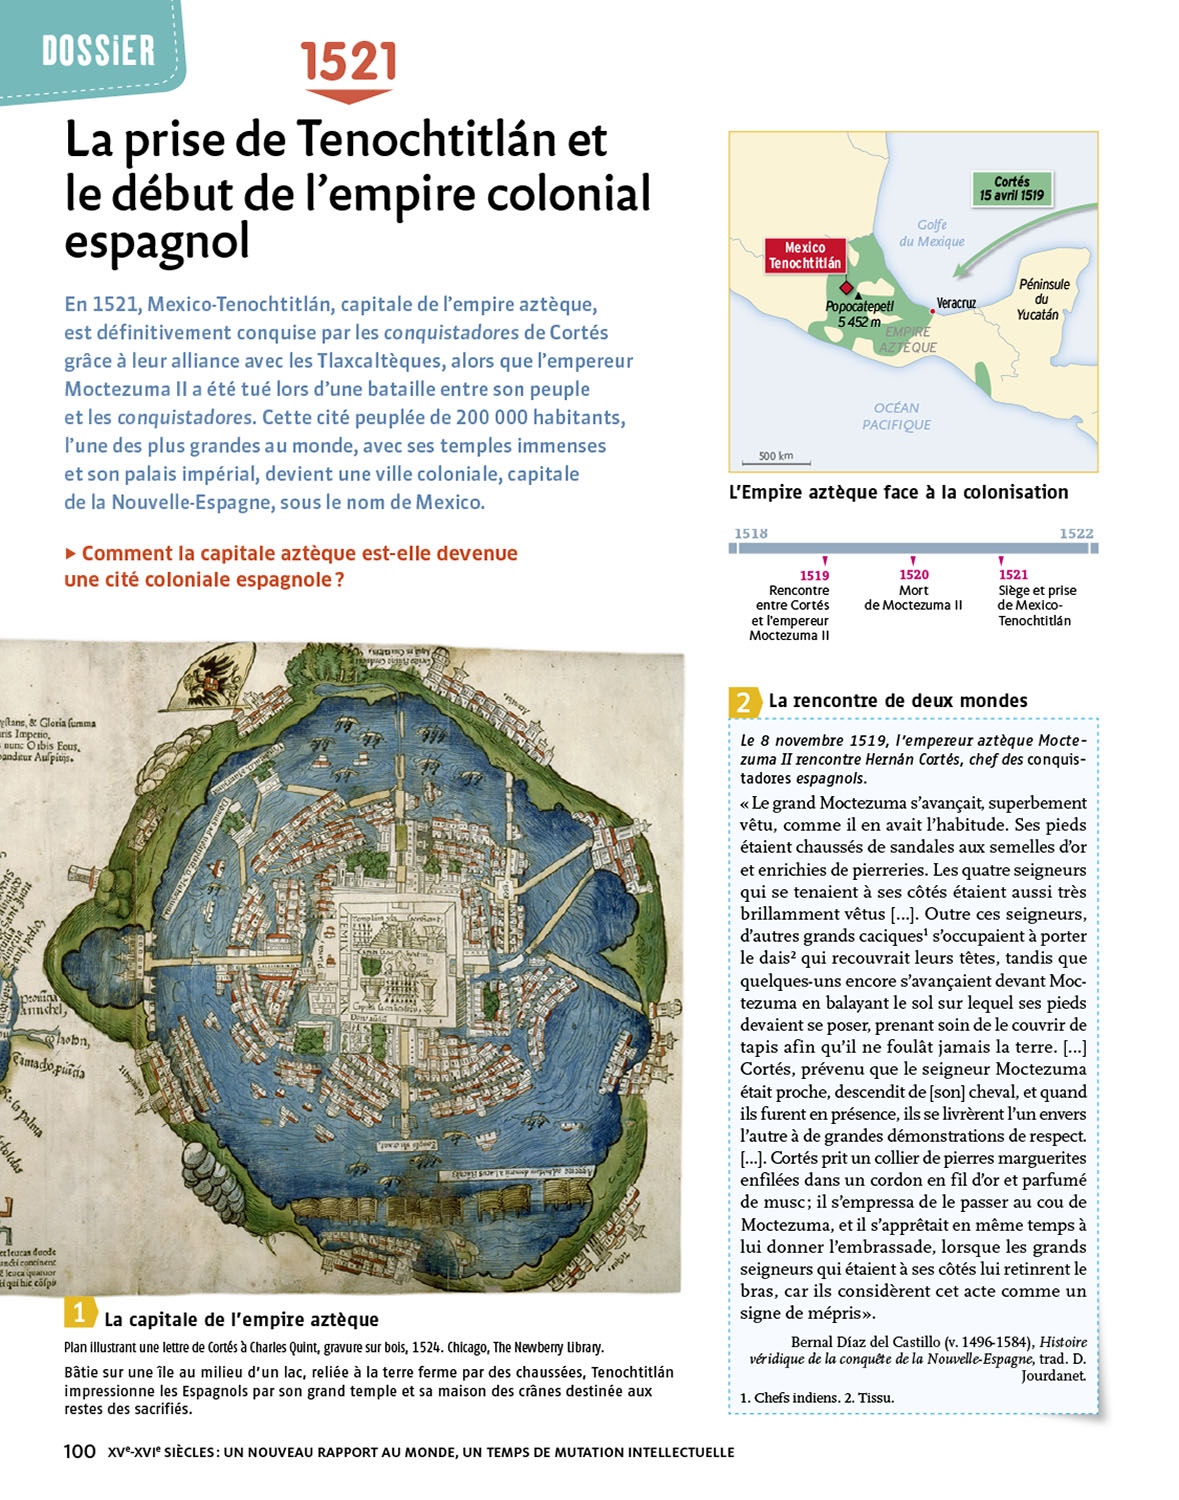 DOSSiER
1521
La prise de Tenochtitlán et
le début de l'empire colonial
espagnol
En 1521, Mexico-Tenochtitlán, capitale de l'empire aztèque,
est définitivement conquise par les conquistadores de Cortés
grâce à leur alliance avec les Tlaxcaltèques, alors que l'empereur
Moctezuma II a été tué lors d'une bataille entre son peuple
et les conquistadores. Cette cité peuplée de 200 000 habitants,
l'une des plus grandes au monde, avec ses temples immenses
et son palais impérial, devient une ville coloniale, capitale
de la Nouvelle-Espagne, sous le nom de Mexico.
▶ Comment la capitale aztèque est-elle devenue
une cité coloniale espagnole ?
Cortés
15 avril 1519
Golfe
du Mexique
Mexico
Tenochtitlán
Péninsule
du
Yucatán
Popocatepetl
5 452 m
Veracruz
EMPIRE
AZTÈQUE
OCÉAN
PACIFIQUE
500 km
L'Empire aztèque face à la colonisation
1518
1522
1519
Rencontre
entre Cortés
et l'empereur
Moctezuma II
1520
Mort
de Moctezuma II
1521
Siège et prise
de Mexico-
Tenochtitlán
& Gloria summa
Imperio,
nunc Orbis Eous,
Auspitijs.
1 La capitale de l'empire aztèque
Plan illustrant une lettre de Cortés à Charles Quint, gravure sur bois, 1524. Chicago, The Newberry Library.
Bâtie sur une île au milieu d'un lac, reliée à la terre ferme par des chaussées, Tenochtitlán
impressionne les Espagnols par son grand temple et sa maison des crânes destinée aux
restes des sacrifiés.
2 La rencontre de deux mondes
Le 8 novembre 1519, l'empereur aztèque Mocte-
zuma II rencontre Hernán Cortés, chef des conquis-
tadores espagnols.
« Le grand Moctezuma s'avançait, superbement
vêtu, comme il en avait l'habitude. Ses pieds
étaient chaussés de sandales aux semelles d'or
et enrichies de pierreries. Les quatre seigneurs
qui se tenaient à ses côtés étaient aussi très
brillamment vêtus [...]. Outre ces seigneurs,
d'autres grands caciques¹ s'occupaient à porter
le dais² qui recouvrait leurs têtes, tandis que
quelques-uns encore s'avançaient devant Moc-
tezuma en balayant le sol sur lequel ses pieds
devaient se poser, prenant soin de le couvrir de
tapis afin qu'il ne foulât jamais la terre. [...]
Cortés, prévenu que le seigneur Moctezuma
était proche, descendit de [son] cheval, et quand
ils furent en présence, ils se livrèrent l'un envers
l'autre à de grandes démonstrations de respect.
[...]. Cortés prit un collier de pierres marguerites
enfilées dans un cordon en fil d'or et parfumé
de musc ; il s'empressa de le passer au cou de
Moctezuma, et il s'apprêtait en même temps à
lui donner l'embrassade, lorsque les grands
seigneurs qui étaient à ses côtés lui retinrent le
bras, car ils considèrent cet acte comme un
signe de mépris».
Bernal Díaz del Castillo (v. 1496-1584), Histoire
véridique de la conquête de la Nouvelle-Espagne, trad. D.
Jourdanet.
1. Chefs indiens. 2. Tissu.
100 XVe-XVIe SIÈCLES : UN NOUVEAU RAPPORT AU MONDE, UN TEMPS DE MUTATION INTELLECTUELLE